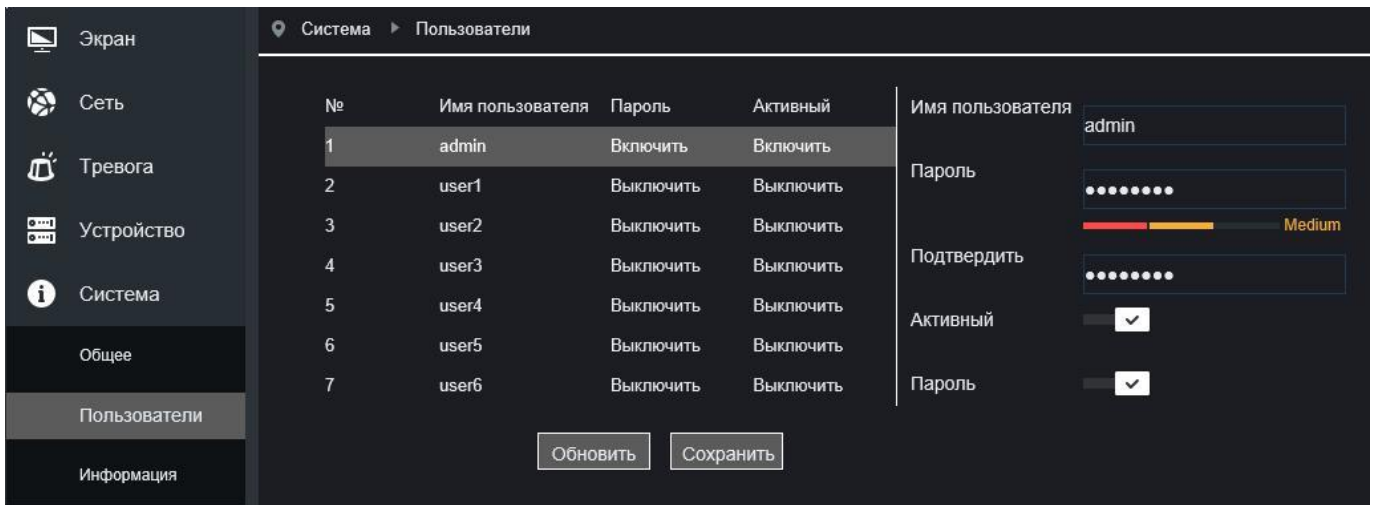 Экран
Сеть
Тревога
Устройство
Система
Общее
Пользователи
Информация
Система Пользователи
№ Имя пользователя Пароль Активный
1 admin Включить Включить
2 user1 Выключить Выключить
3 user2 Выключить Выключить
4 user3 Выключить Выключить
5 user4 Выключить Выключить
6 user5 Выключить Выключить
7 user6 Выключить Выключить
Обновить Сохранить
Имя пользователя admin
Пароль
Medium
Подтвердить
Активный
Пароль